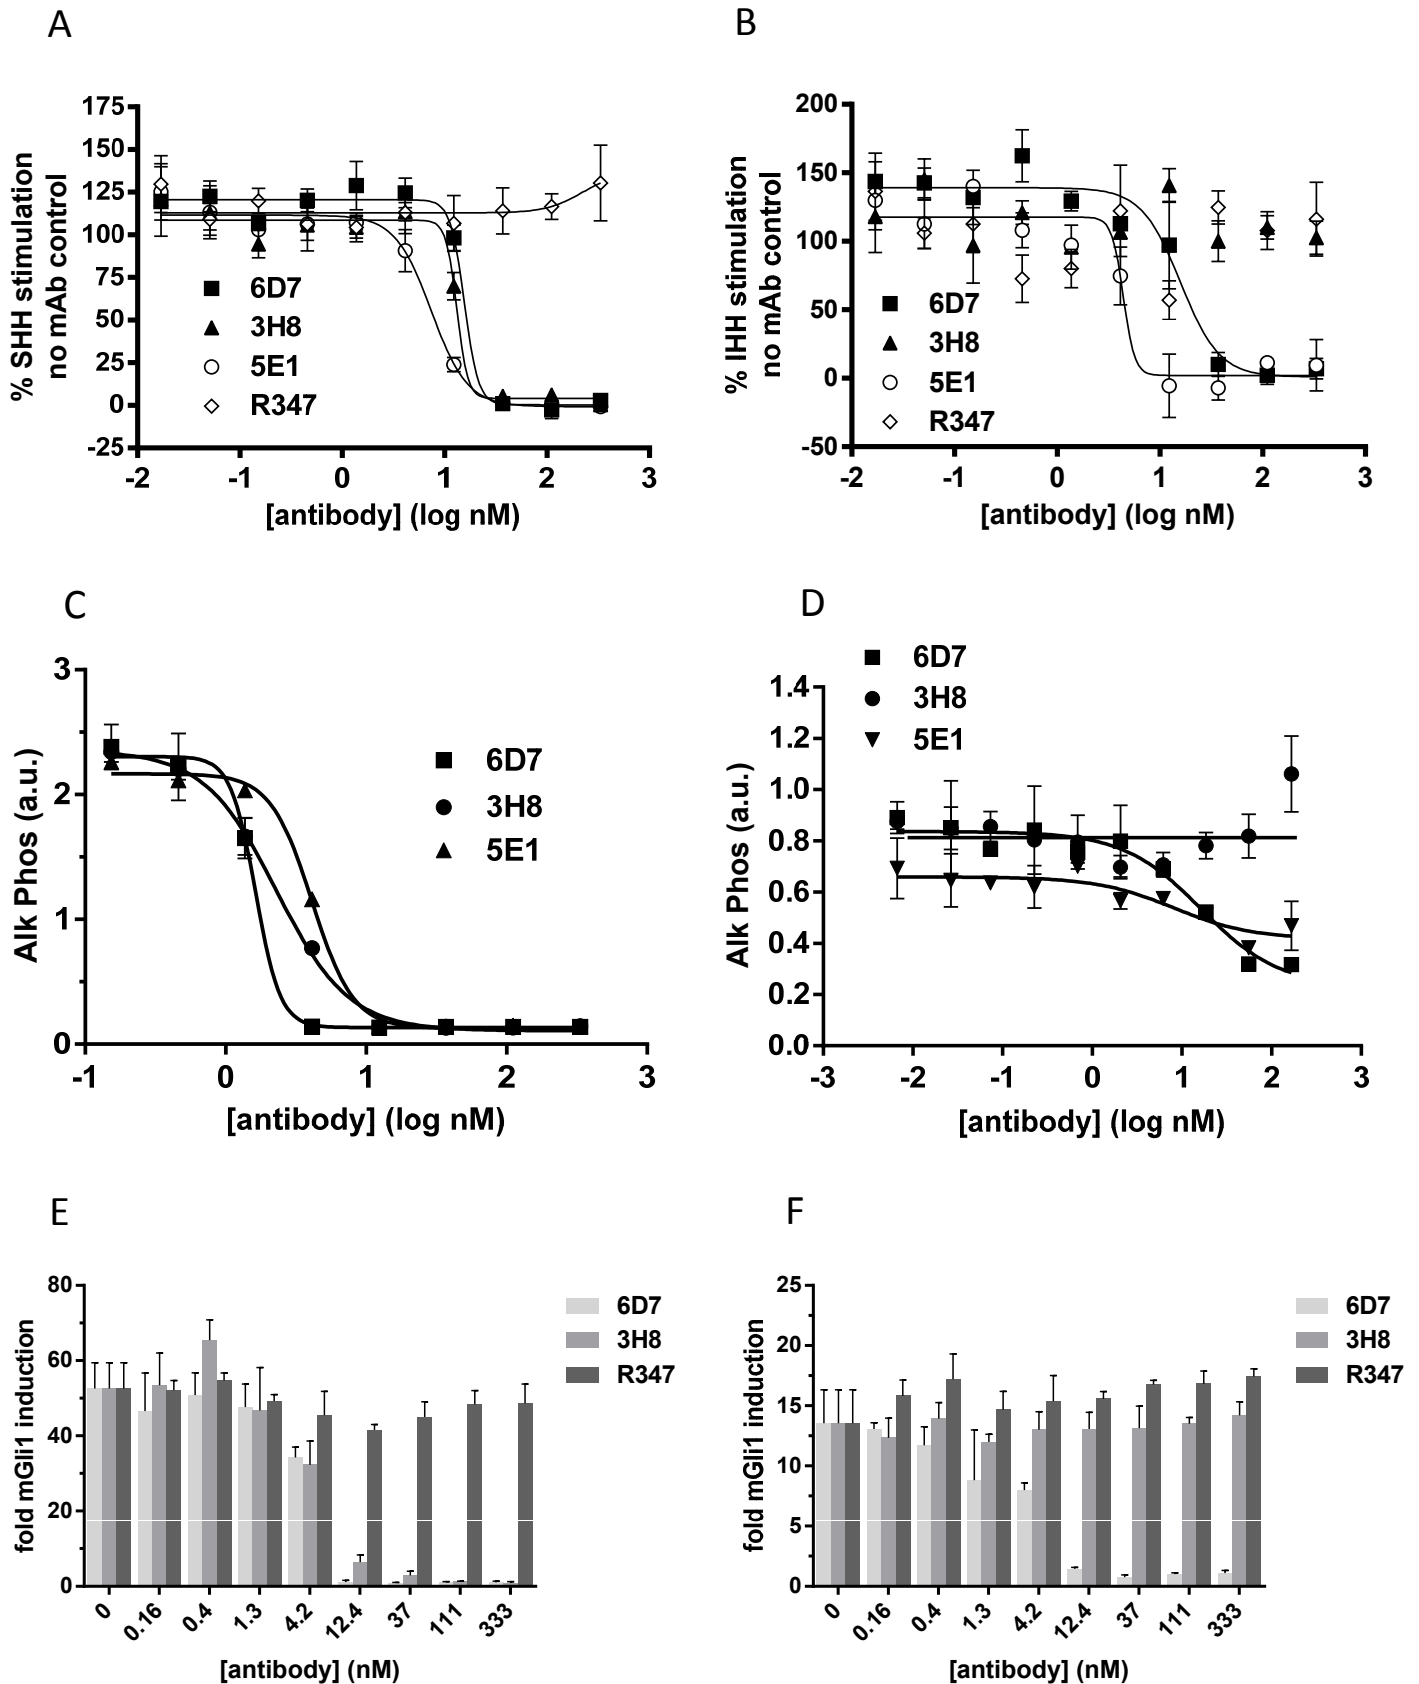 A
175
150
125
100
75
50
25
0
-25
% SHH stimulation
no mAb control
6D7
3H8
5E1
R347
-2
-1
0
1
2
3
[antibody] (log nM)
B
200
150
100
50
0
-50
% IHH stimulation
no mAb control
6D7
3H8
5E1
R347
-2
-1
0
1
2
3
[antibody] (log nM)
C
3
2
1
0
Alk Phos (a.u.)
6D7
3H8
5E1
-1
0
1
2
3
[antibody] (log nM)
D
6D7
3H8
5E1
1.4
1.2
1.0
0.8
0.6
0.4
0.2
0.0
Alk Phos (a.u.)
-3
-2
-1
0
1
2
3
[antibody] (log nM)
E
80
60
40
20
0
fold mGli1 induction
6D7
3H8
R347
0
0.16
0.4
1.3
4.2
12.4
37
111
333
[antibody] (nM)
F
25
20
15
10
5
0
fold mGli1 induction
6D7
3H8
R347
0
0.16
0.4
1.3
4.2
12.4
37
111
333
[antibody] (nM)